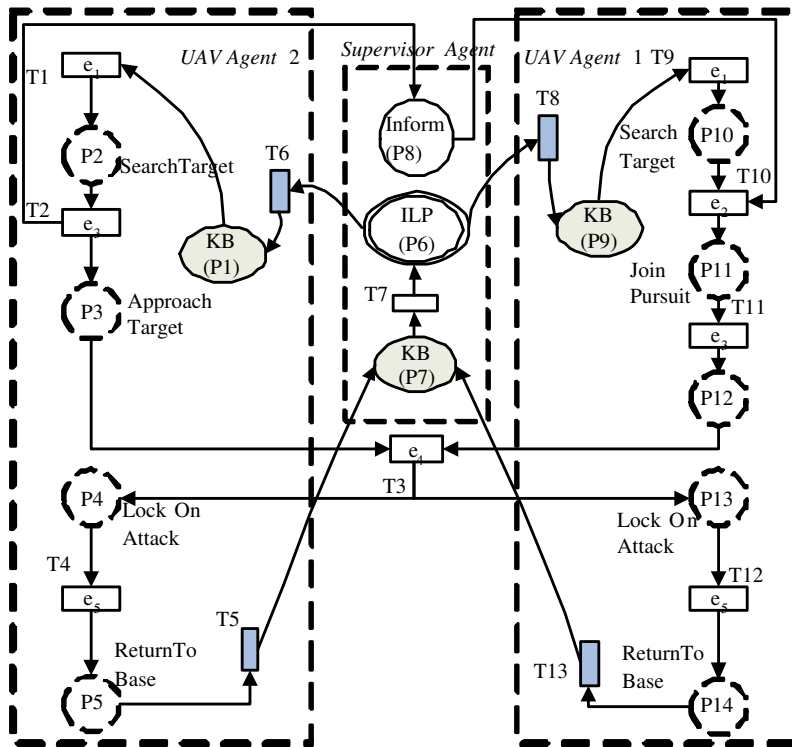 UAV Agent 2
Supervisor Agent
UAV Agent 1
T9
T1
e1
P2
SearchTarget
T2
e3
P3
Approach
Target
T6
KB
(P1)
Inform
(P8)
ILP
(P6)
T7
KB
(P7)
T8
KB
(P9)
e1
Search
Target
P10
T10
e2
Join
Pursuit
P11
T11
e3
P12
e4
T3
P4
Lock On
Attack
T4
e5
T5
ReturnTo
Base
P5
P13
Lock On
Attack
T12
e5
T13
ReturnTo
Base
P14